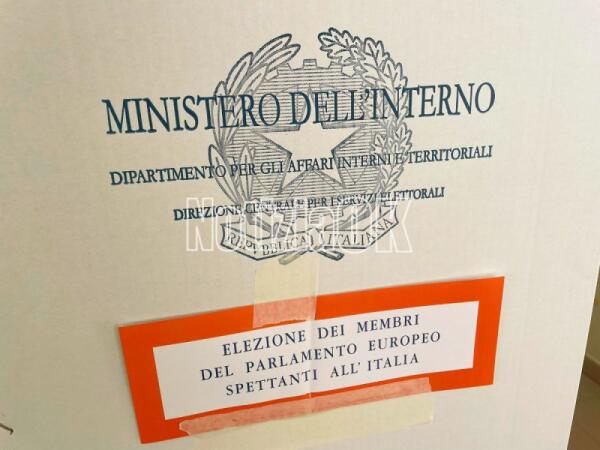 MINISTERO DELL'INTERNO
DIPARTIMENTO PER GLI AFFARI INTERNI E TERRITORIALI
DIREZIONE CENTRALE PER I SERVIZI ELETTORALI
REPVBBLICA ITALIANA
ELEZIONE DEI MEMBRI
DEL PARLAMENTO EUROPEO
SPETTANTI ALL'ITALIA